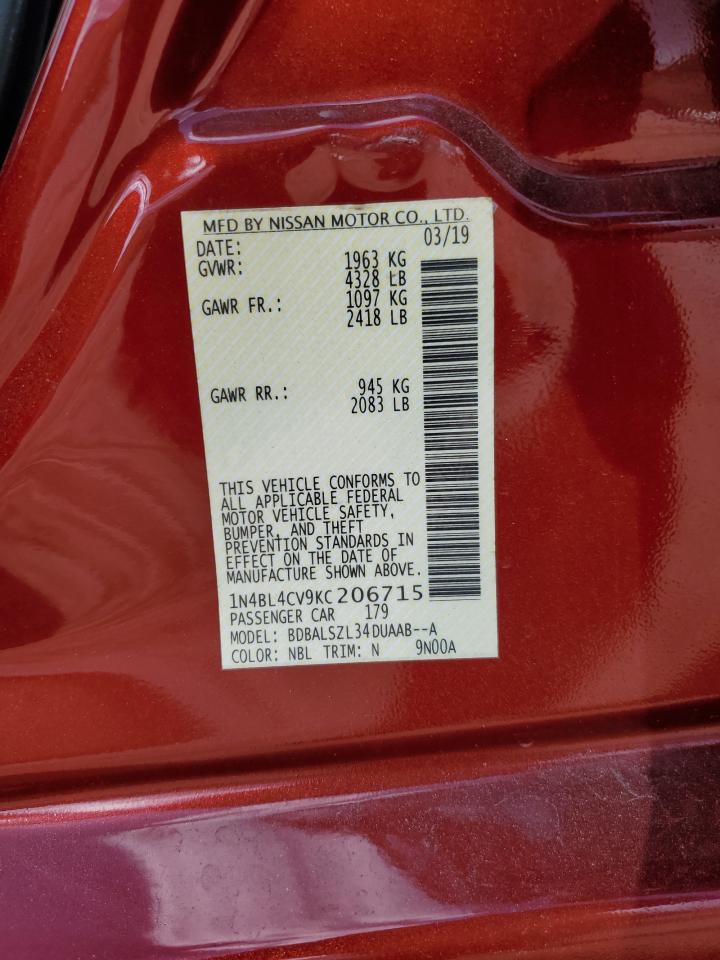 MFD BY NISSAN MOTOR CO., LTD.
DATE: 03/19
GVWR: 1963 KG
4328 LB
GAWR FR.: 1097 KG
2418 LB
GAWR RR.: 945 KG
2083 LB
THIS VEHICLE CONFORMS TO
ALL APPLICABLE FEDERAL
MOTOR VEHICLE SAFETY,
BUMPER, AND THEFT
PREVENTION STANDARDS IN
EFFECT ON THE DATE OF
MANUFACTURE SHOWN ABOVE.
1N4BL4CV9KC206715
PASSENGER CAR 179
MODEL: BDBALSZL34DUAAB--A
COLOR: NBL TRIM: N 9N00A